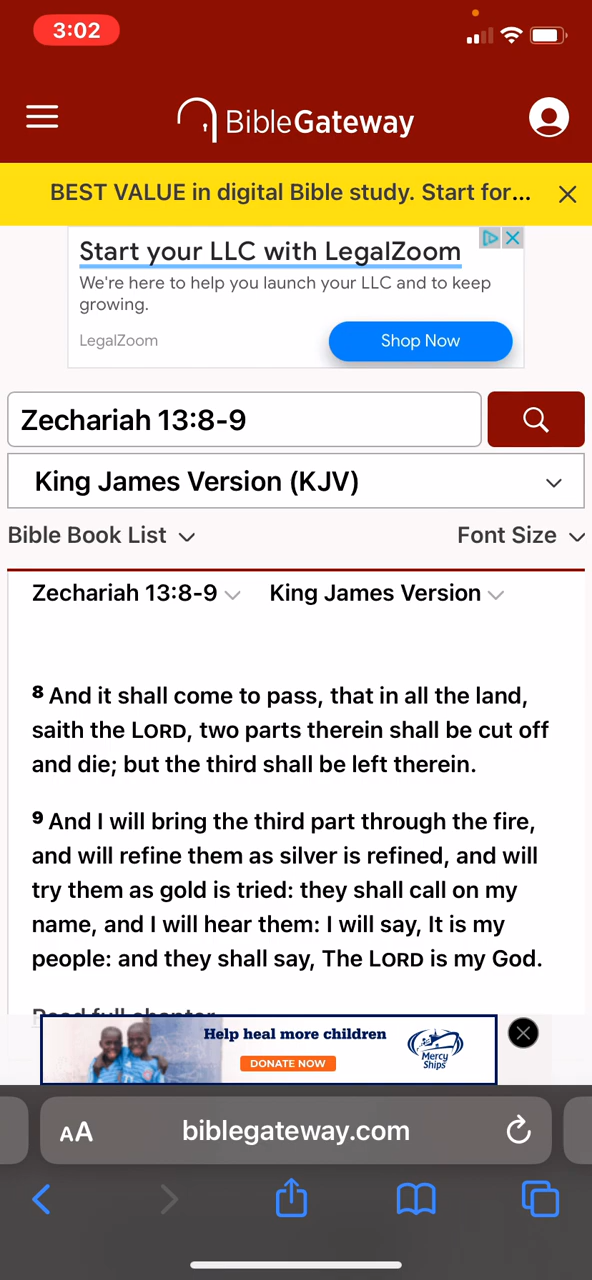 3:02
BibleGateway
BEST VALUE in digital Bible study. Start for...
Start your LLC with LegalZoom
We're here to help you launch your LLC and to keep
growing.
LegalZoom
Shop Now
Zechariah 13:8-9
King James Version (KJV)
Bible Book List
Font Size
Zechariah 13:8-9 King James Version
8 And it shall come to pass, that in all the land,
saith the LORD, two parts therein shall be cut off
and die; but the third shall be left therein.
9 And I will bring the third part through the fire,
and will refine them as silver is refined, and will
try them as gold is tried: they shall call on my
name, and I will hear them: I will say, It is my
people: and they shall say, The LORD is my God.
Read full chapter
Help heal more children
DONATE NOW
Mercy
Ships
AA biblegateway.com